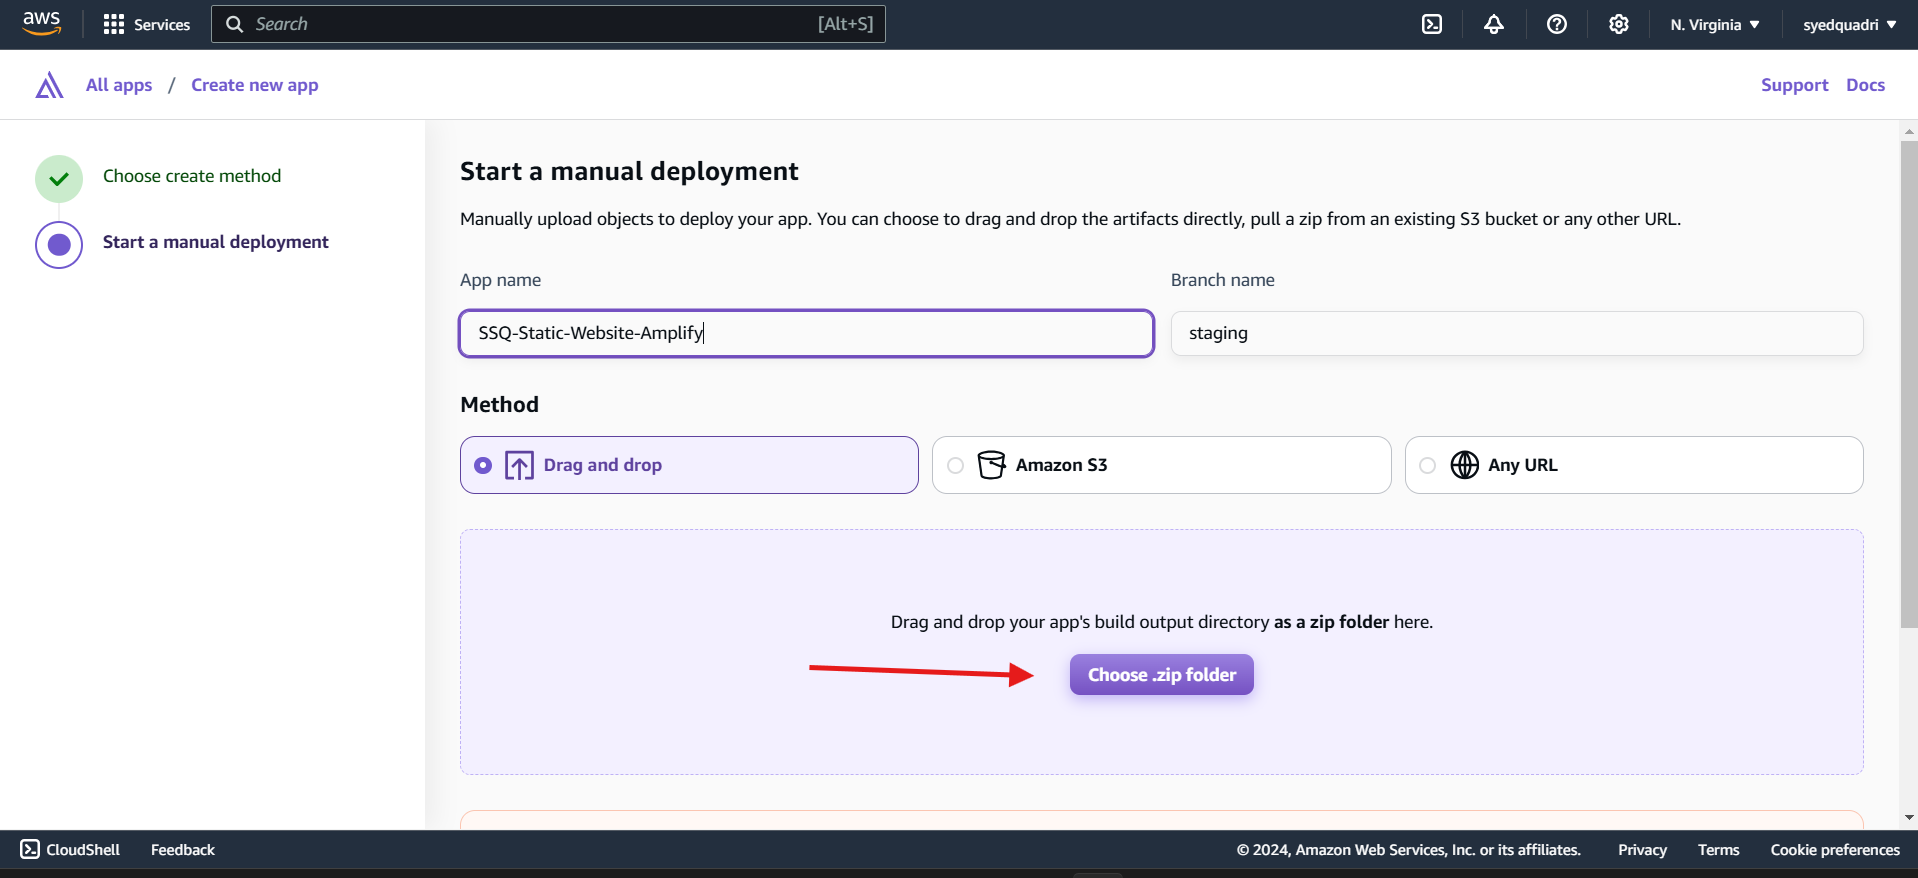 aws Services Search [Alt+S] N. Virginia syedquadri
All apps / Create new app Support Docs
Choose create method
Start a manual deployment
Start a manual deployment
Manually upload objects to deploy your app. You can choose to drag and drop the artifacts directly, pull a zip from an existing S3 bucket or any other URL.
App name Branch name
SSQ-Static-Website-Amplify staging
Method
Drag and drop Amazon S3 Any URL
Drag and drop your app's build output directory as a zip folder here.
Choose .zip folder
CloudShell Feedback © 2024, Amazon Web Services, Inc. or its affiliates. Privacy Terms Cookie preferences